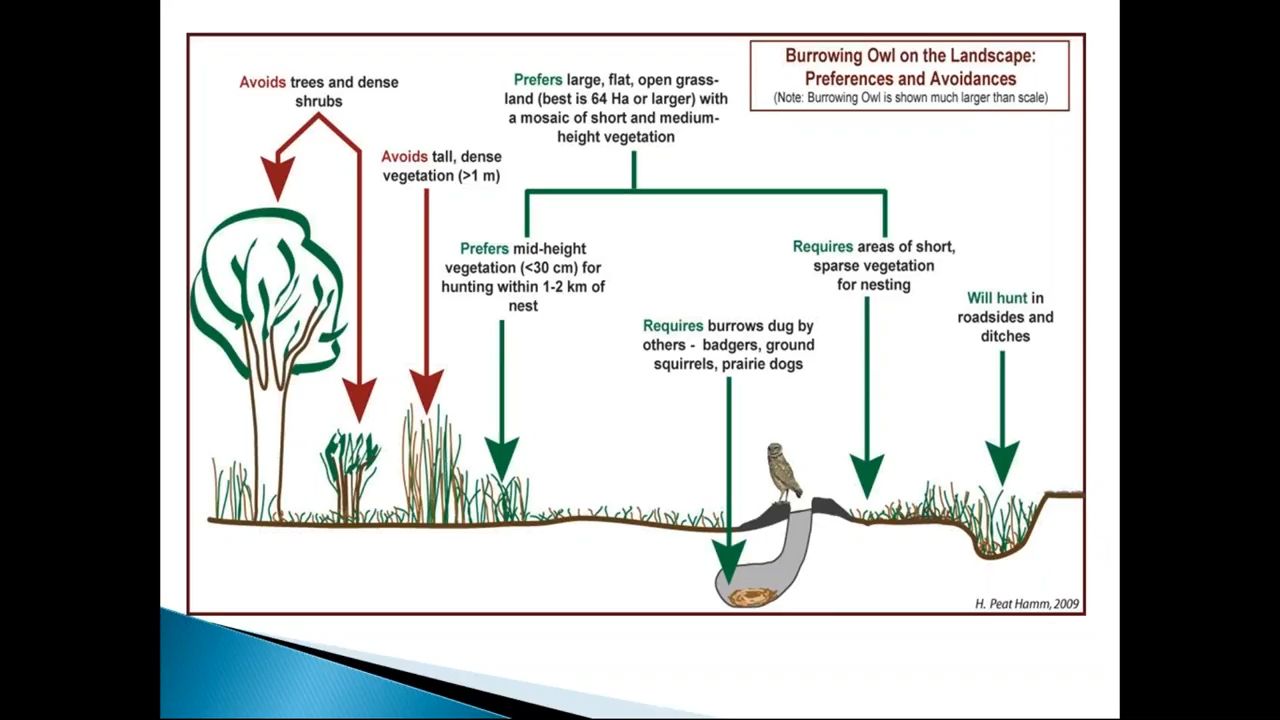 Burrowing Owl on the Landscape:
Preferences and Avoidances
(Note: Burrowing Owl is shown much larger than scale)
Avoids trees and dense
shrubs
Avoids tall, dense
vegetation (>1 m)
Prefers large, flat, open grass-
land (best is 64 Ha or larger) with
a mosaic of short and medium-
height vegetation
Prefers mid-height
vegetation (<30 cm) for
hunting within 1-2 km of
nest
Requires burrows dug by
others - badgers, ground
squirrels, prairie dogs
Requires areas of short,
sparse vegetation
for nesting
Will hunt in
roadsides and
ditches
H. Peat Hamm, 2009